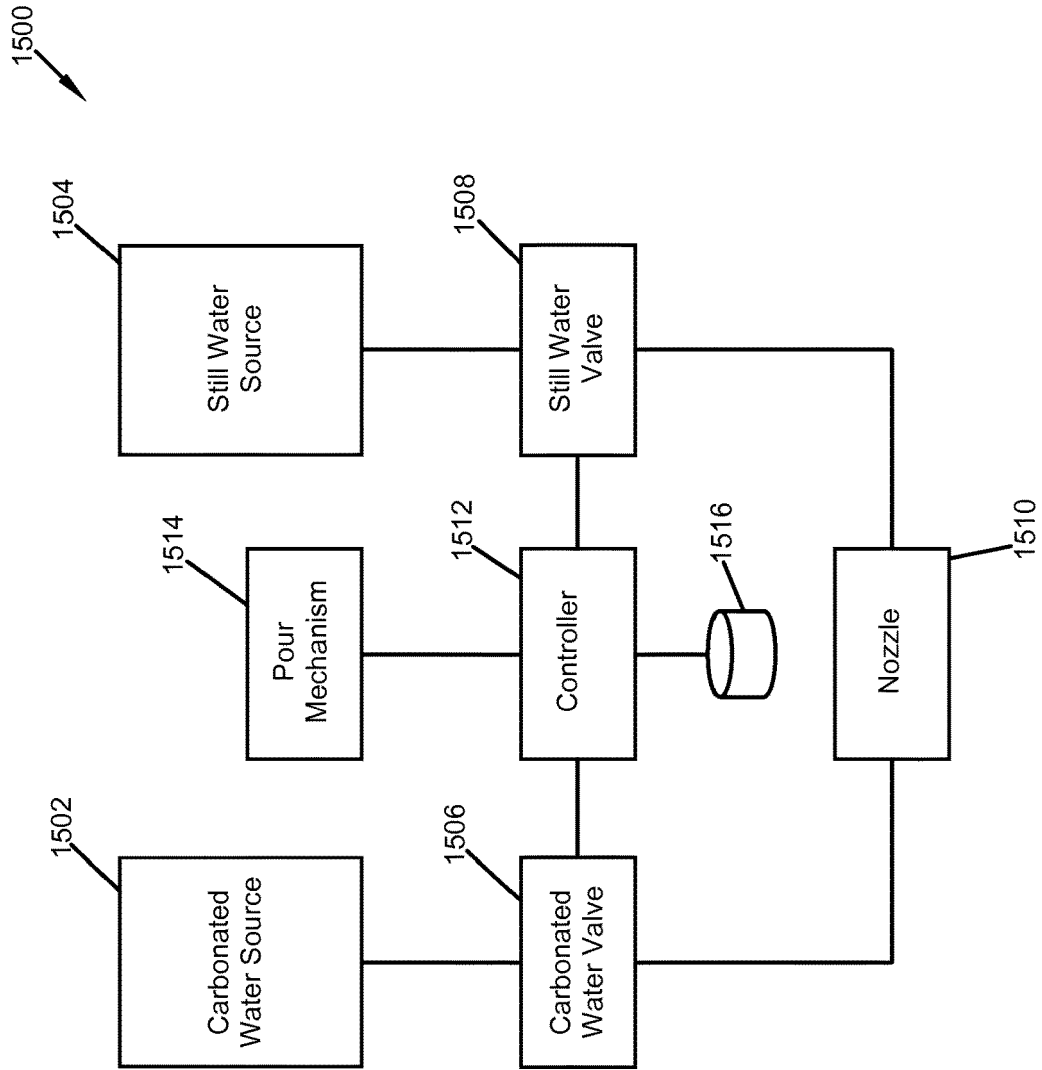 1500
1502
Carbonated
Water Source
1514
Pour
Mechanism
1504
Still Water
Source
1506
Carbonated
Water Valve
1512
Controller
1508
Still Water
Valve
1516
Nozzle
1510